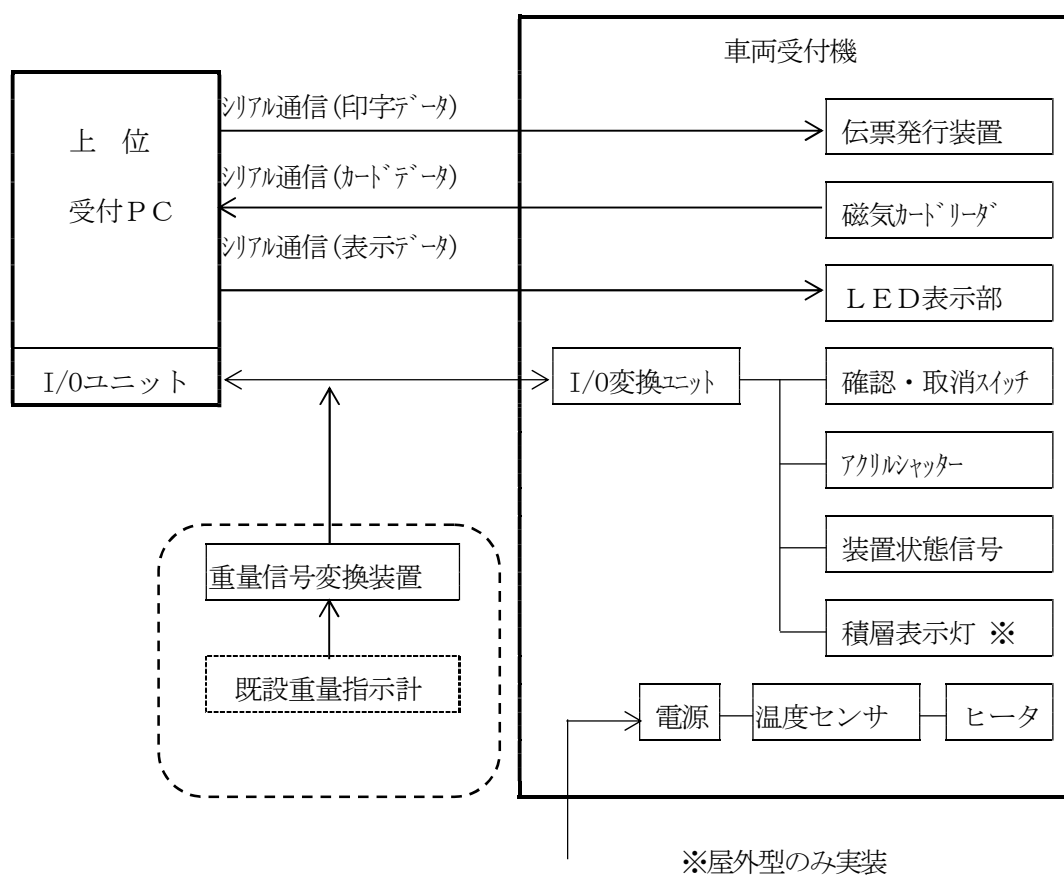 車両受付機
上 位
受付PC
I/0ユニット
シリアル通信(印字データ)
シリアル通信(カードデータ)
シリアル通信(表示データ)
伝票発行装置
磁気カードリーダ
LED表示部
I/0変換ユニット
確認・取消スイッチ
アクリルシャッター
装置状態信号
積層表示灯 ※
重量信号変換装置
既設重量指示計
電源
温度センサ
ヒータ
※屋外型のみ実装